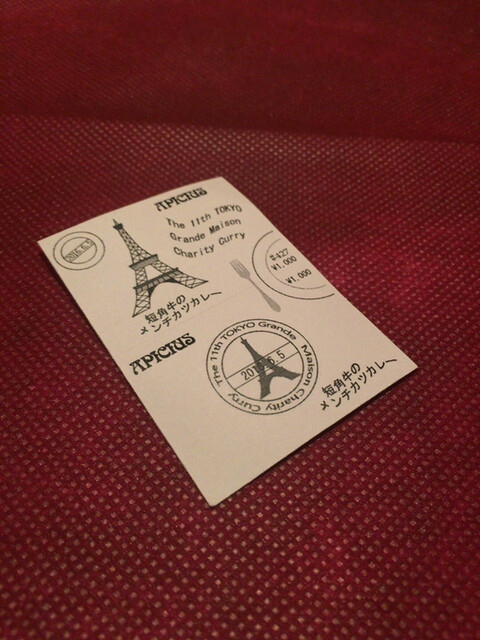 APICIUS
The 11th TOKYO
Grande Maison
Charity Curry
#427
¥1,000
¥1,000
短角牛の
メンチカツカレー
APICIUS
The 11th TOKYO Grande Maison Charity Curry
短角牛の
メンチカツカレー